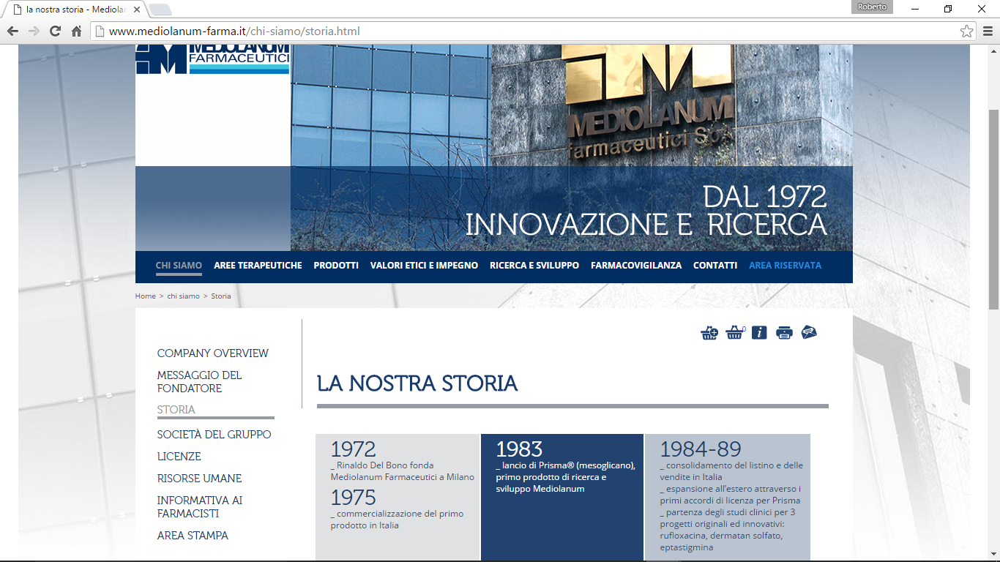 la nostra storia - Mediolan
Roberto
www.mediolanum-farma.it/chi-siamo/storia.html
MEDIOLANUM
FARMACEUTICI
MEDIOLANUM
farmaceutici SpA
DAL 1972
INNOVAZIONE E RICERCA
CHI SIAMO AREE TERAPEUTICHE PRODOTTI VALORI ETICI E IMPEGNO RICERCA E SVILUPPO FARMACOVIGILANZA CONTATTI AREA RISERVATA
Home > chi siamo > Storia
0
COMPANY OVERVIEW
MESSAGGIO DEL
FONDATORE
STORIA
SOCIETÀ DEL GRUPPO
LICENZE
RISORSE UMANE
INFORMATIVA AI
FARMACISTI
AREA STAMPA
LA NOSTRA STORIA
1972
_ Rinaldo Del Bono fonda
Mediolanum Farmaceutici a Milano
1975
_ commercializzazione del primo
prodotto in Italia
1983
_ lancio di Prisma® (mesoglicano),
primo prodotto di ricerca e
sviluppo Mediolanum
1984-89
_ consolidamento del listino e delle
vendite in Italia
_ espansione all'estero attraverso i
primi accordi di licenza per Prisma
_ partenza degli studi clinici per 3
progetti originali ed innovativi:
rufloxacina, dermatan solfato,
eptastigmina